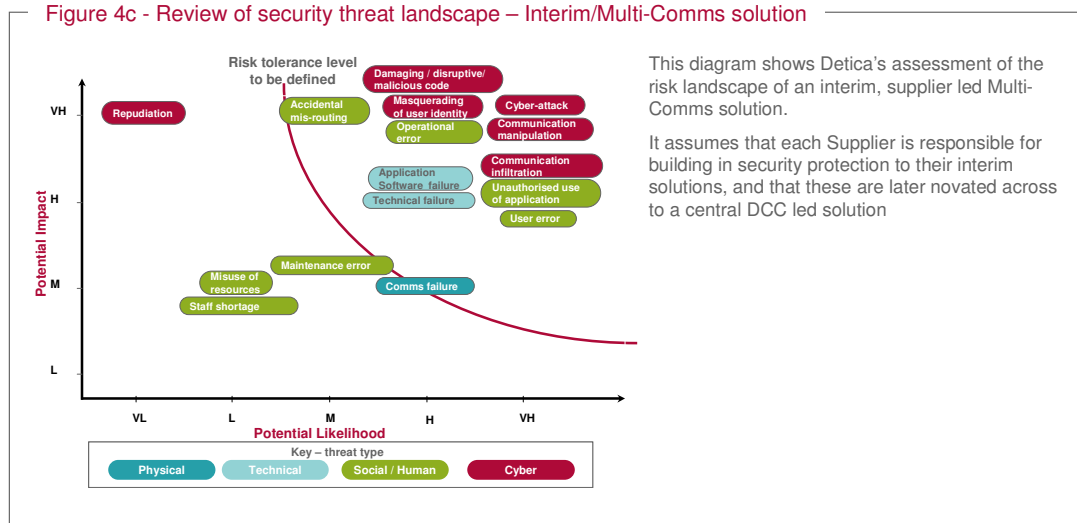 Figure 4c - Review of security threat landscape – Interim/Multi-Comms solution
Risk tolerance level
to be defined
Damaging / disruptive/
malicious code
Repudiation
Accidental
mis-routing
Masquerading
of user identity
Cyber-attack
Operational
error
Communication
manipulation
Communication
infiltration
Application
Software failure
Unauthorised use
of application
Technical failure
User error
Maintenance error
Misuse of
resources
Comms failure
Staff shortage
Potential Impact
VH
H
M
L
VL
L
M
H
VH
Potential Likelihood
Key – threat type
Physical
Technical
Social / Human
Cyber
This diagram shows Detica's assessment of the
risk landscape of an interim, supplier led Multi-
Comms solution.
It assumes that each Supplier is responsible for
building in security protection to their interim
solutions, and that these are later novated across
to a central DCC led solution